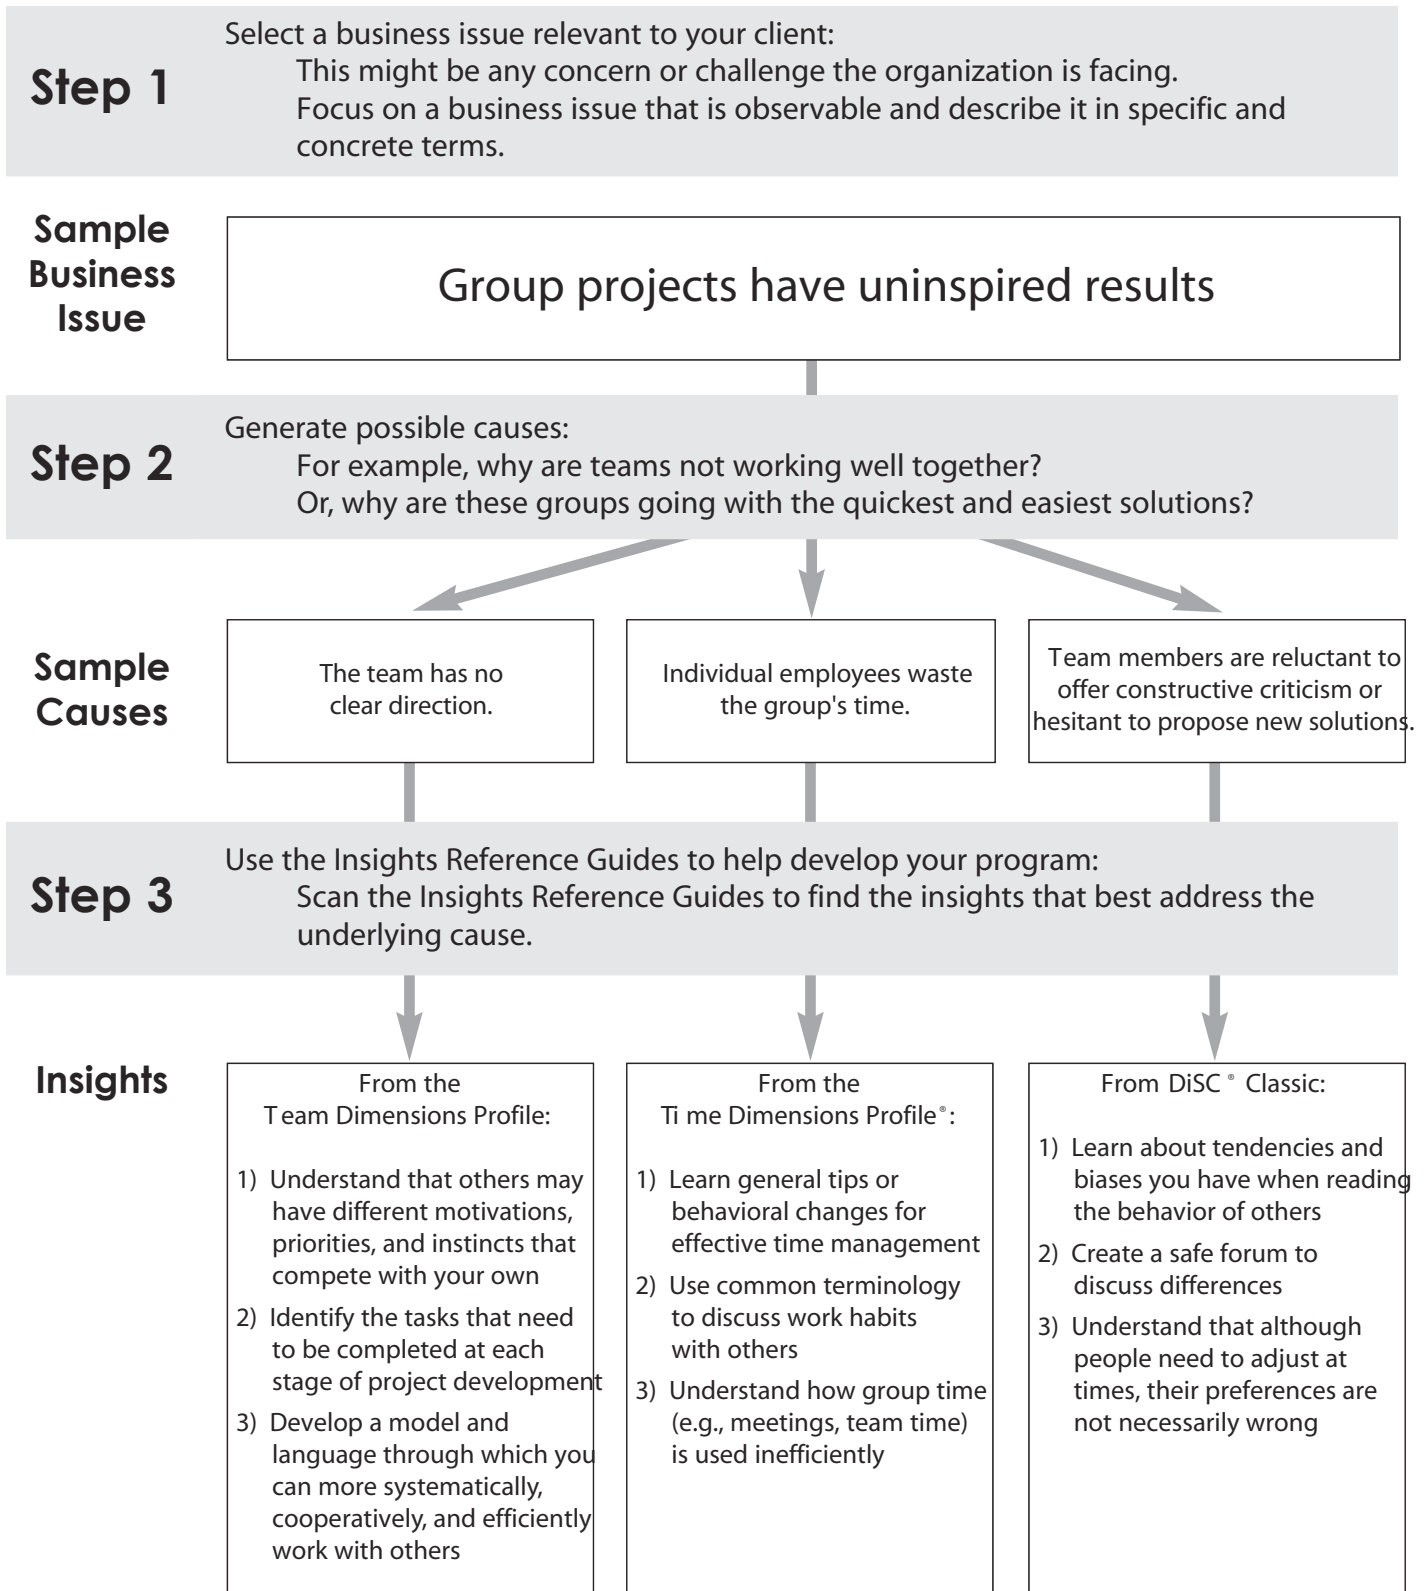 Step 1
Select a business issue relevant to your client:
This might be any concern or challenge the organization is facing.
Focus on a business issue that is observable and describe it in specific and
concrete terms.
Sample
Business
Issue
Group projects have uninspired results
Step 2
Generate possible causes:
For example, why are teams not working well together?
Or, why are these groups going with the quickest and easiest solutions?
Sample
Causes
The team has no
clear direction.
Individual employees waste
the group's time.
Team members are reluctant to
offer constructive criticism or
hesitant to propose new solutions.
Step 3
Use the Insights Reference Guides to help develop your program:
Scan the Insights Reference Guides to find the insights that best address the
underlying cause.
Insights
From the
Team Dimensions Profile:
1) Understand that others may
have different motivations,
priorities, and instincts that
compete with your own
2) Identify the tasks that need
to be completed at each
stage of project development
3) Develop a model and
language through which you
can more systematically,
cooperatively, and efficiently
work with others
From the
Time Dimensions Profile®:
1) Learn general tips or
behavioral changes for
effective time management
2) Use common terminology
to discuss work habits
with others
3) Understand how group time
(e.g., meetings, team time)
is used inefficiently
From DiSC® Classic:
1) Learn about tendencies and
biases you have when reading
the behavior of others
2) Create a safe forum to
discuss differences
3) Understand that although
people need to adjust at
times, their preferences are
not necessarily wrong